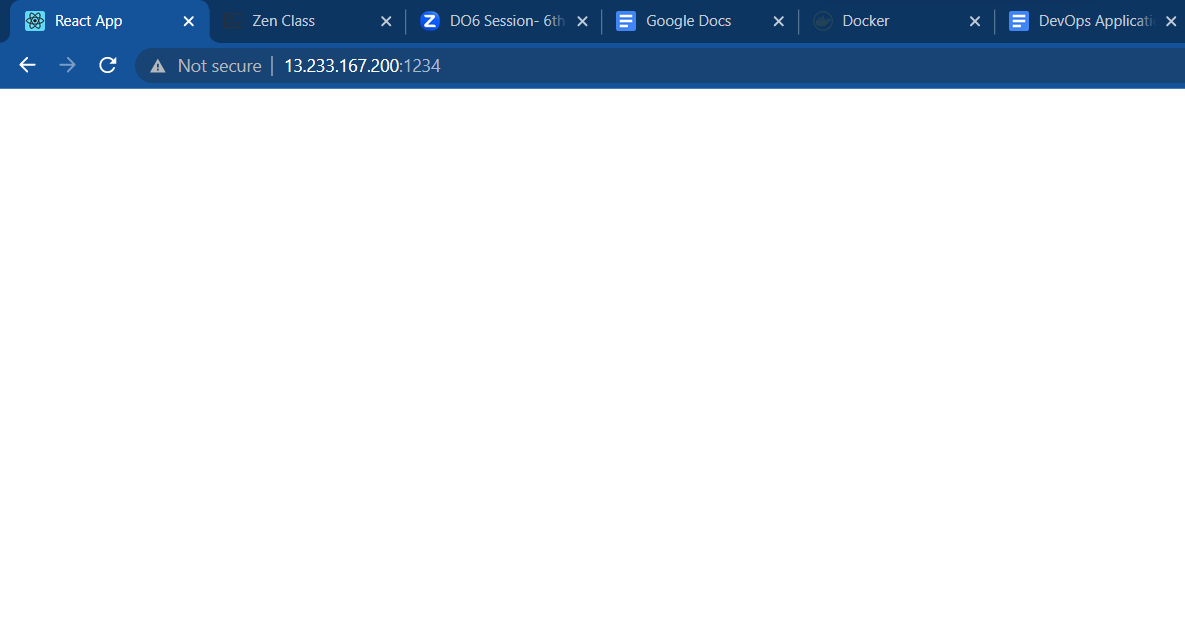 React App
Zen Class
DO6 Session- 6th
Google Docs
Docker
DevOps Applicati
Not secure
13.233.167.200:1234